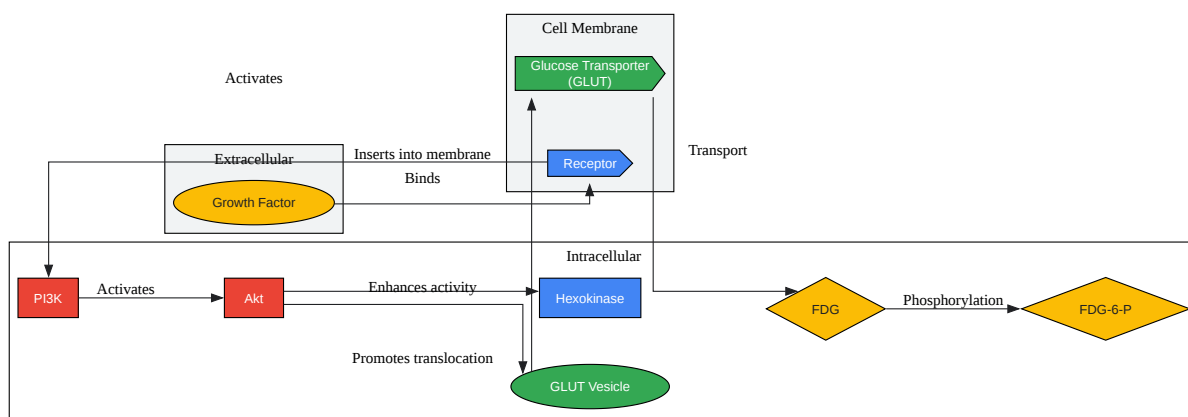 Cell Membrane
Glucose Transporter
(GLUT)
Activates
Extracellular
Inserts into membrane
Receptor
Transport
Binds
Growth Factor
Intracellular
PI3K
Activates
Akt
Enhances activity
Hexokinase
FDG
Phosphorylation
FDG-6-P
Promotes translocation
GLUT Vesicle